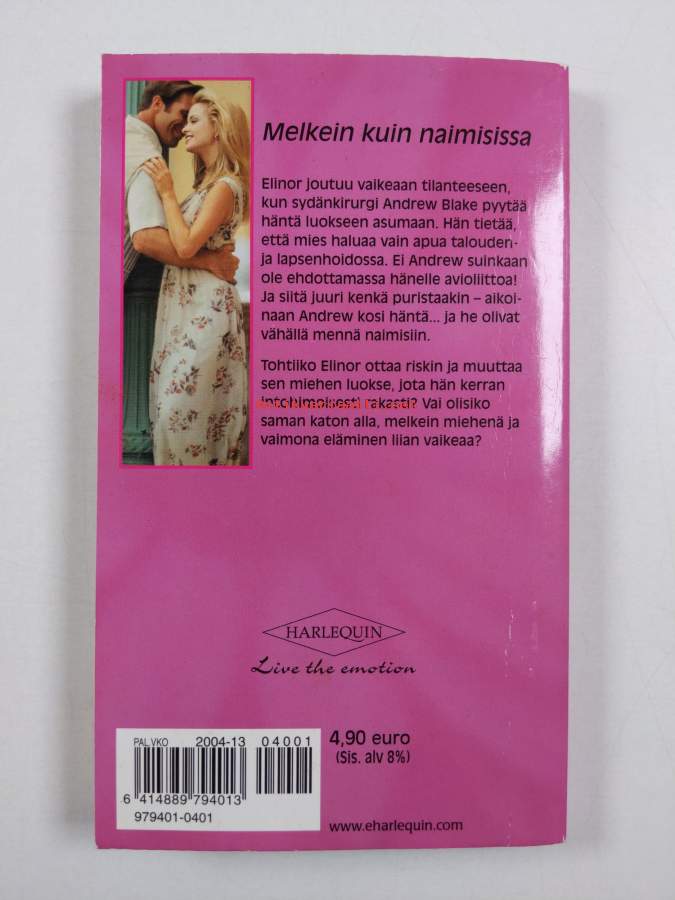 Melkein kuin naimisissa
Elinor joutuu vaikeaan tilanteeseen,
kun sydänkirurgi Andrew Blake pyytää
häntä luokseen asumaan. Hän tietää,
että mies haluaa vain apua talouden-
ja lapsenhoidossa. Ei Andrew suinkaan
ole ehdottamassa hänelle avioliittoa!
Ja siitä juuri kenkä puristaakin – aikoi-
naan Andrew kosi häntä... ja he olivat
vähällä mennä naimisiin.
Tohtiiko Elinor ottaa riskin ja muuttaa
sen miehen luokse, jota hän kerran
intohimoisesti rakasti? Vai olisiko
saman katon alla, melkein miehenä ja
vaimona eläminen liian vaikeaa?
HARLEQUIN
Live the emotion
PAL.VKO 2004-13 04001
6 414889 794013
979401-0401
4,90 euro
(Sis. alv 8%)
www.eharlequin.com